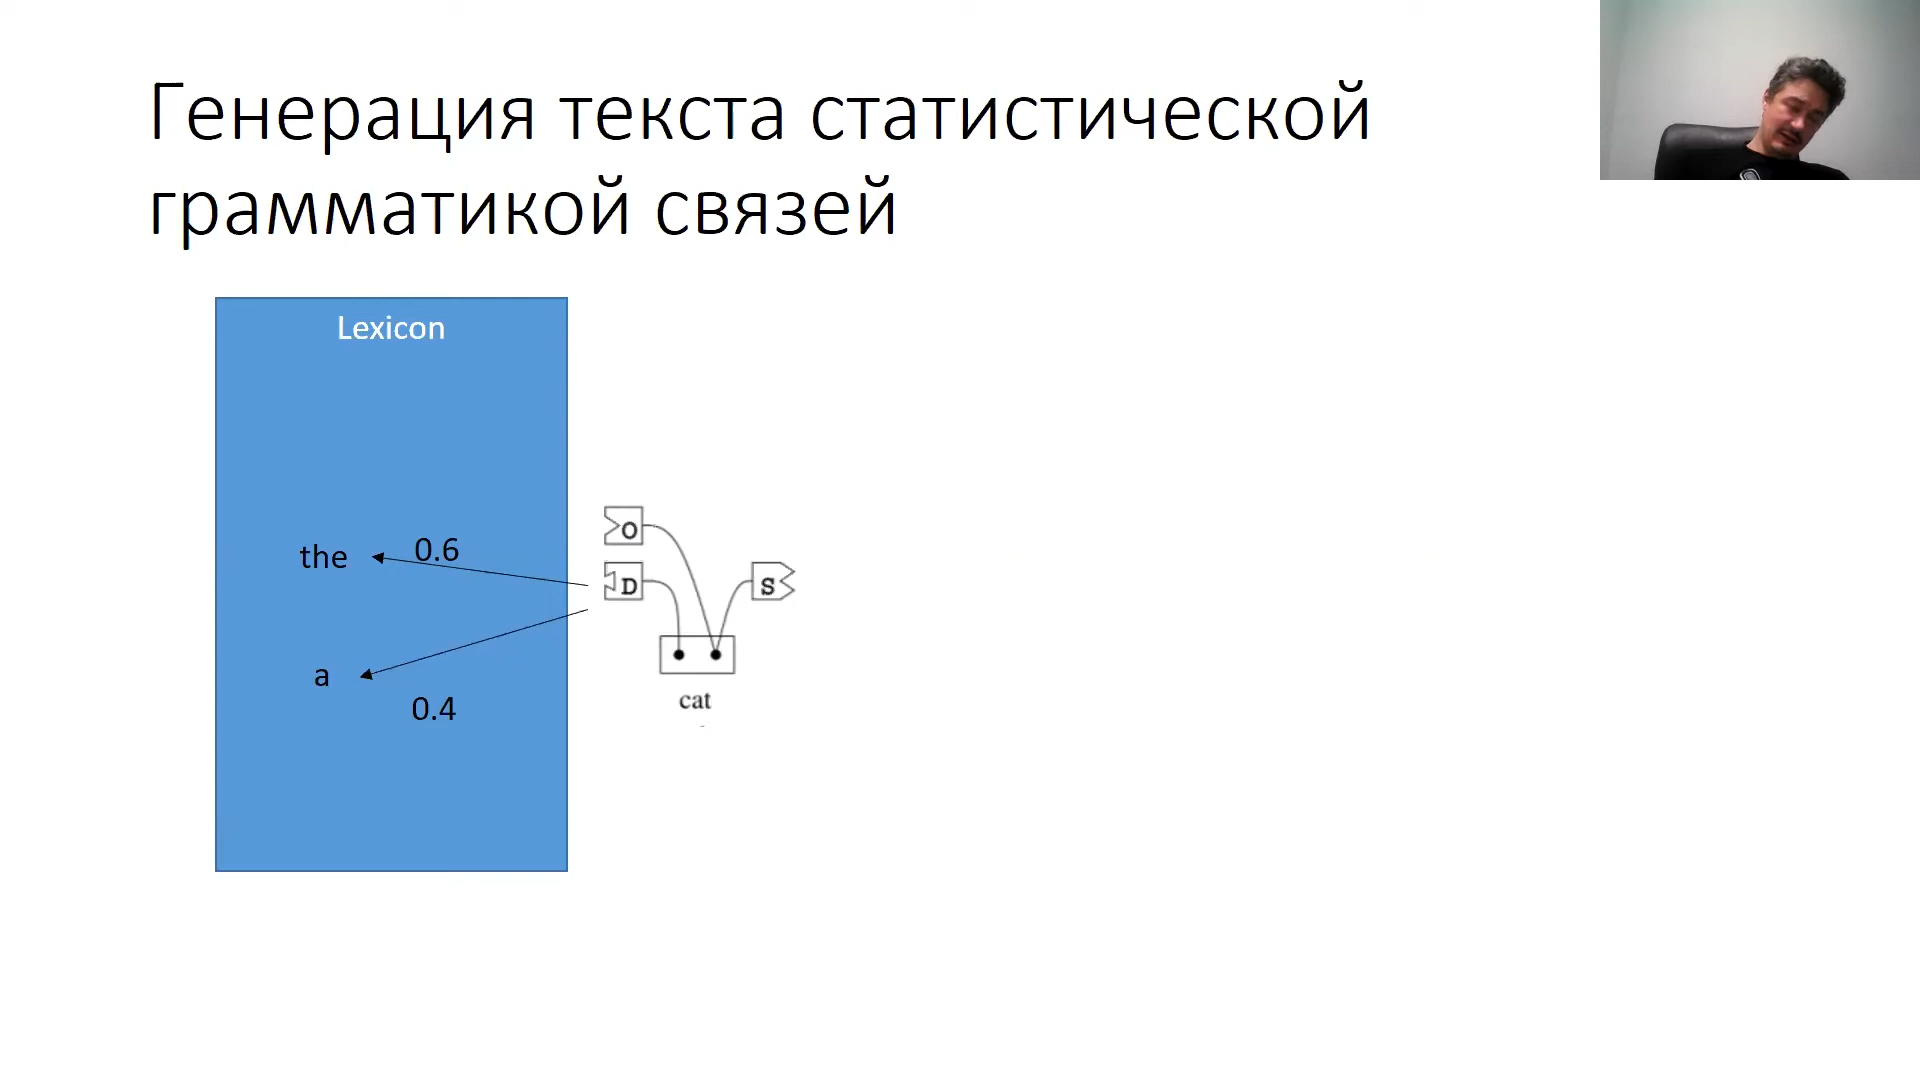 Генерация текста статистической
грамматикой связей
Lexicon
the
0.6
a
0.4
O
D
S
cat